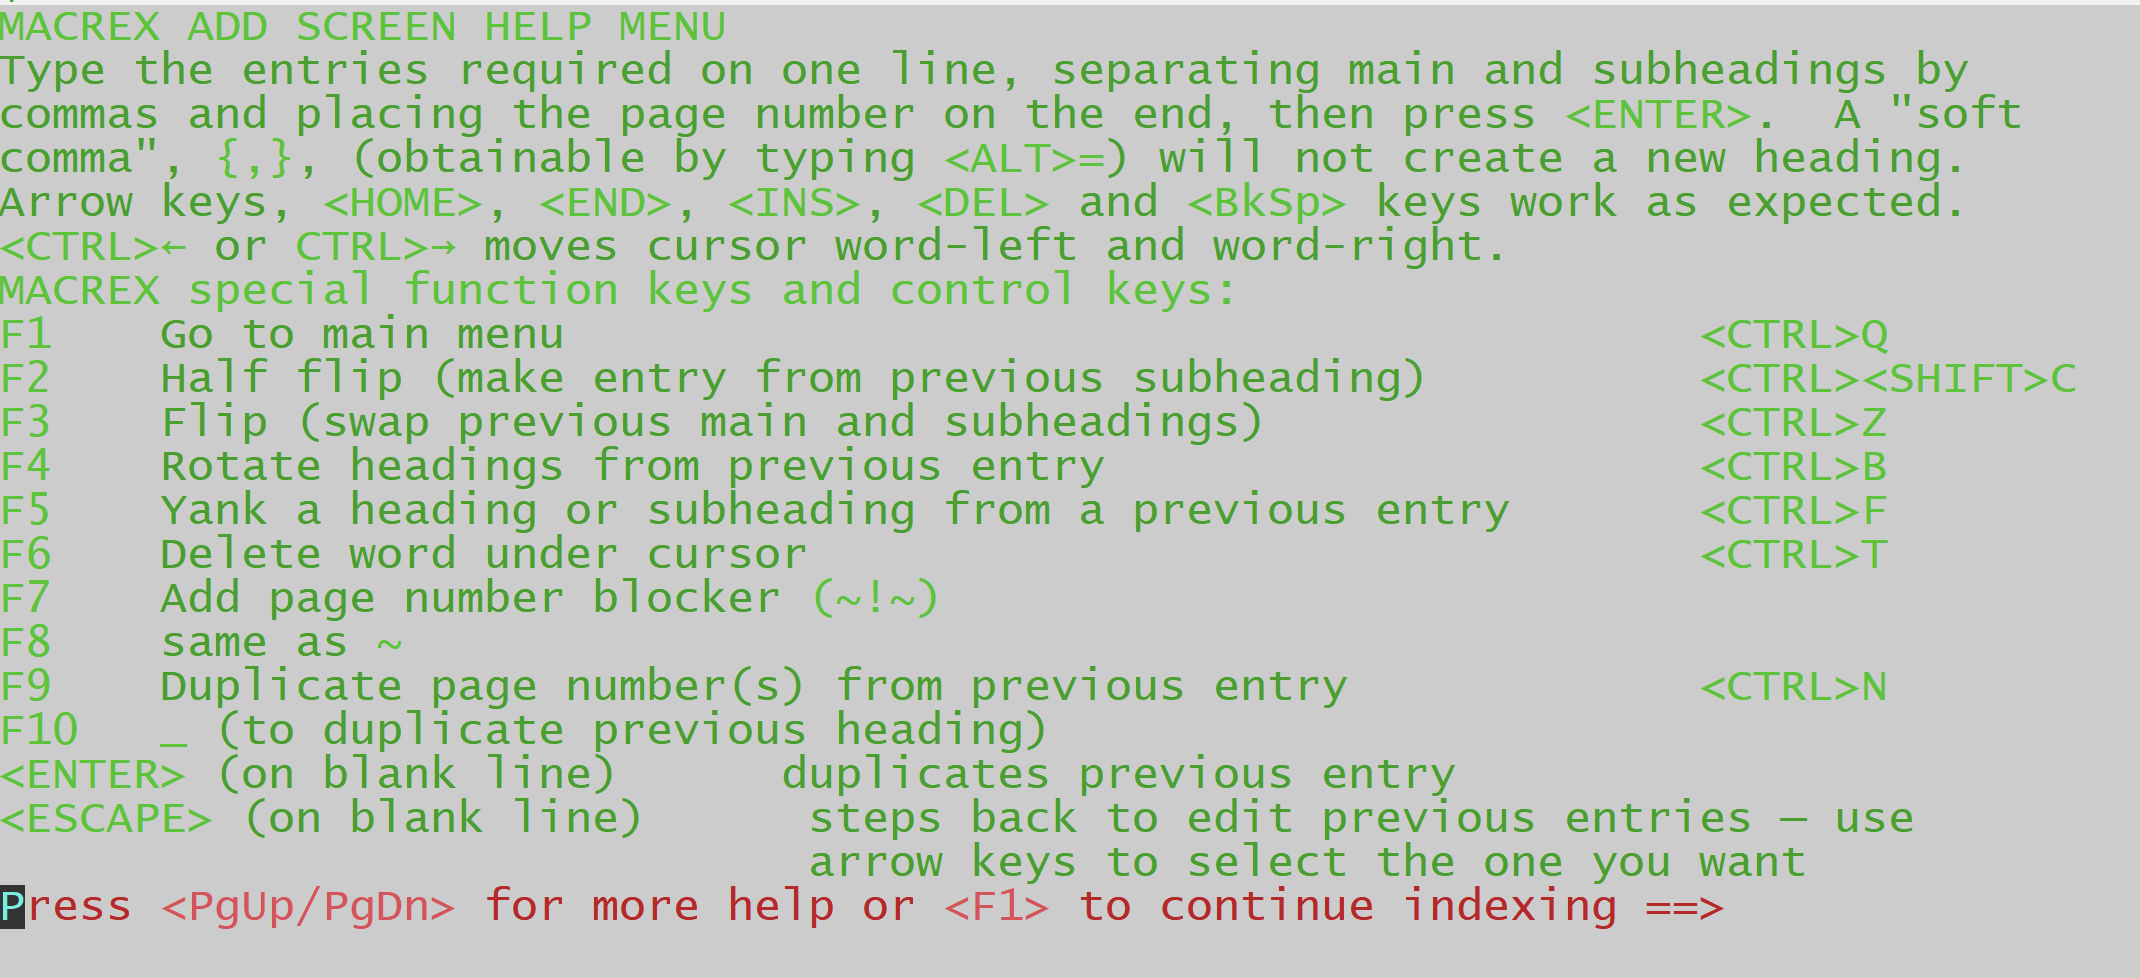 MACREX ADD SCREEN HELP MENU
Type the entries required on one line, separating main and subheadings by
commas and placing the page number on the end, then press <ENTER>.  A "soft
comma", {,}, (obtainable by typing <ALT>=) will not create a new heading.
Arrow keys, <HOME>, <END>, <INS>, <DEL> and <BkSp> keys work as expected.
<CTRL>← or CTRL>→ moves cursor word-left and word-right.
MACREX special function keys and control keys:
F1    Go to main menu    <CTRL>Q
F2    Half flip (make entry from previous subheading)    <CTRL><SHIFT>C
F3    Flip (swap previous main and subheadings)    <CTRL>Z
F4    Rotate headings from previous entry    <CTRL>B
F5    Yank a heading or subheading from a previous entry    <CTRL>F
F6    Delete word under cursor    <CTRL>T
F7    Add page number blocker (~!~)
F8    same as ~
F9    Duplicate page number(s) from previous entry    <CTRL>N
F10   _ (to duplicate previous heading)
<ENTER> (on blank line)      duplicates previous entry
<ESCAPE> (on blank line)      steps back to edit previous entries — use
arrow keys to select the one you want
Press <PgUp/PgDn> for more help or <F1> to continue indexing ==>